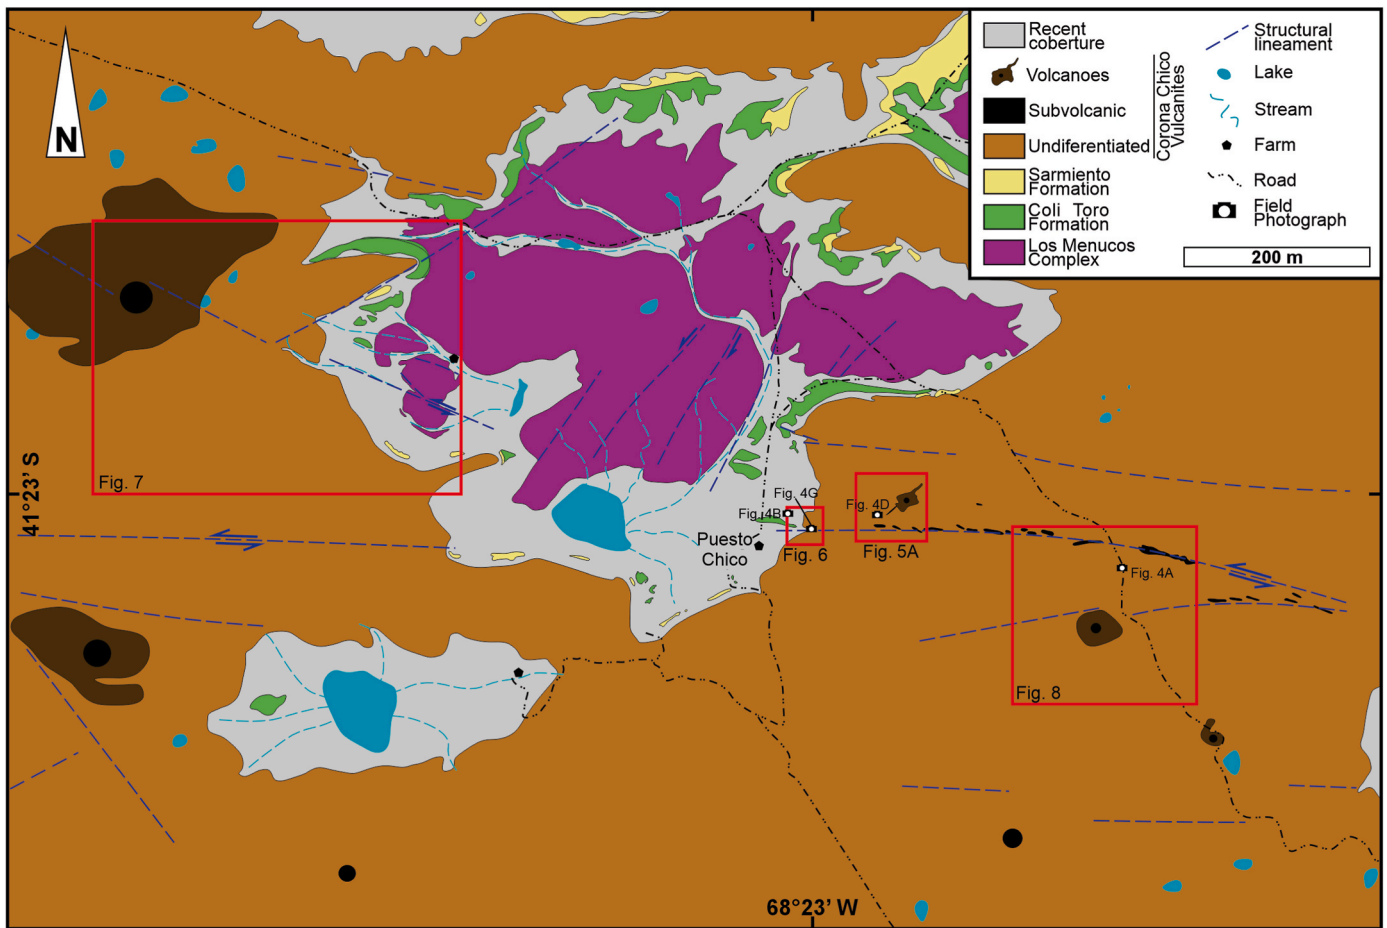 N
Recent
coberture
Volcanoes
Subvolcanic
Undiferentiated
Corona Chico
Vulcanites
Sarmiento
Formation
Coli Toro
Formation
Los Menucos
Complex
Structural
lineament
Lake
Stream
Farm
Road
Field
Photograph
200 m
41°23' S
Fig. 7
Fig. 4G
Fig. 4B
Fig. 4D
Puesto
Chico
Fig. 6
Fig. 5A
Fig. 4A
Fig. 8
68°23' W